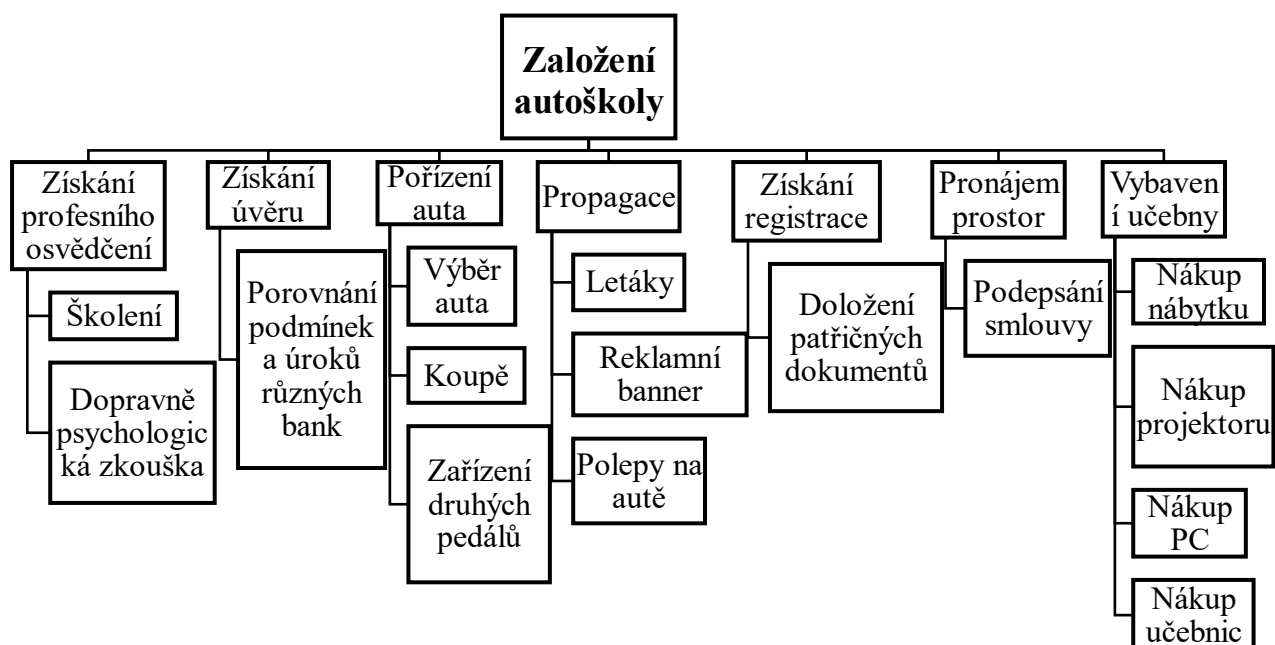 Založení
autoškoly
Získání
profesního
osvědčení
Školení
Dopravně
psychologic
ká zkouška
Získání
úvěru
Porovnání
podmínek
a úroků
různých
bank
Pořízení
auta
Výběr
auta
Koupě
Zařízení
druhých
pedálů
Propagace
Letáky
Reklamní
banner
Polepy na
autě
Získání
registrace
Doložení
patřičných
dokumentů
Pronájem
prostor
Podepsání
smlouvy
Vybaven
í učebny
Nákup
nábytku
Nákup
projektoru
Nákup
PC
Nákup
učebnic